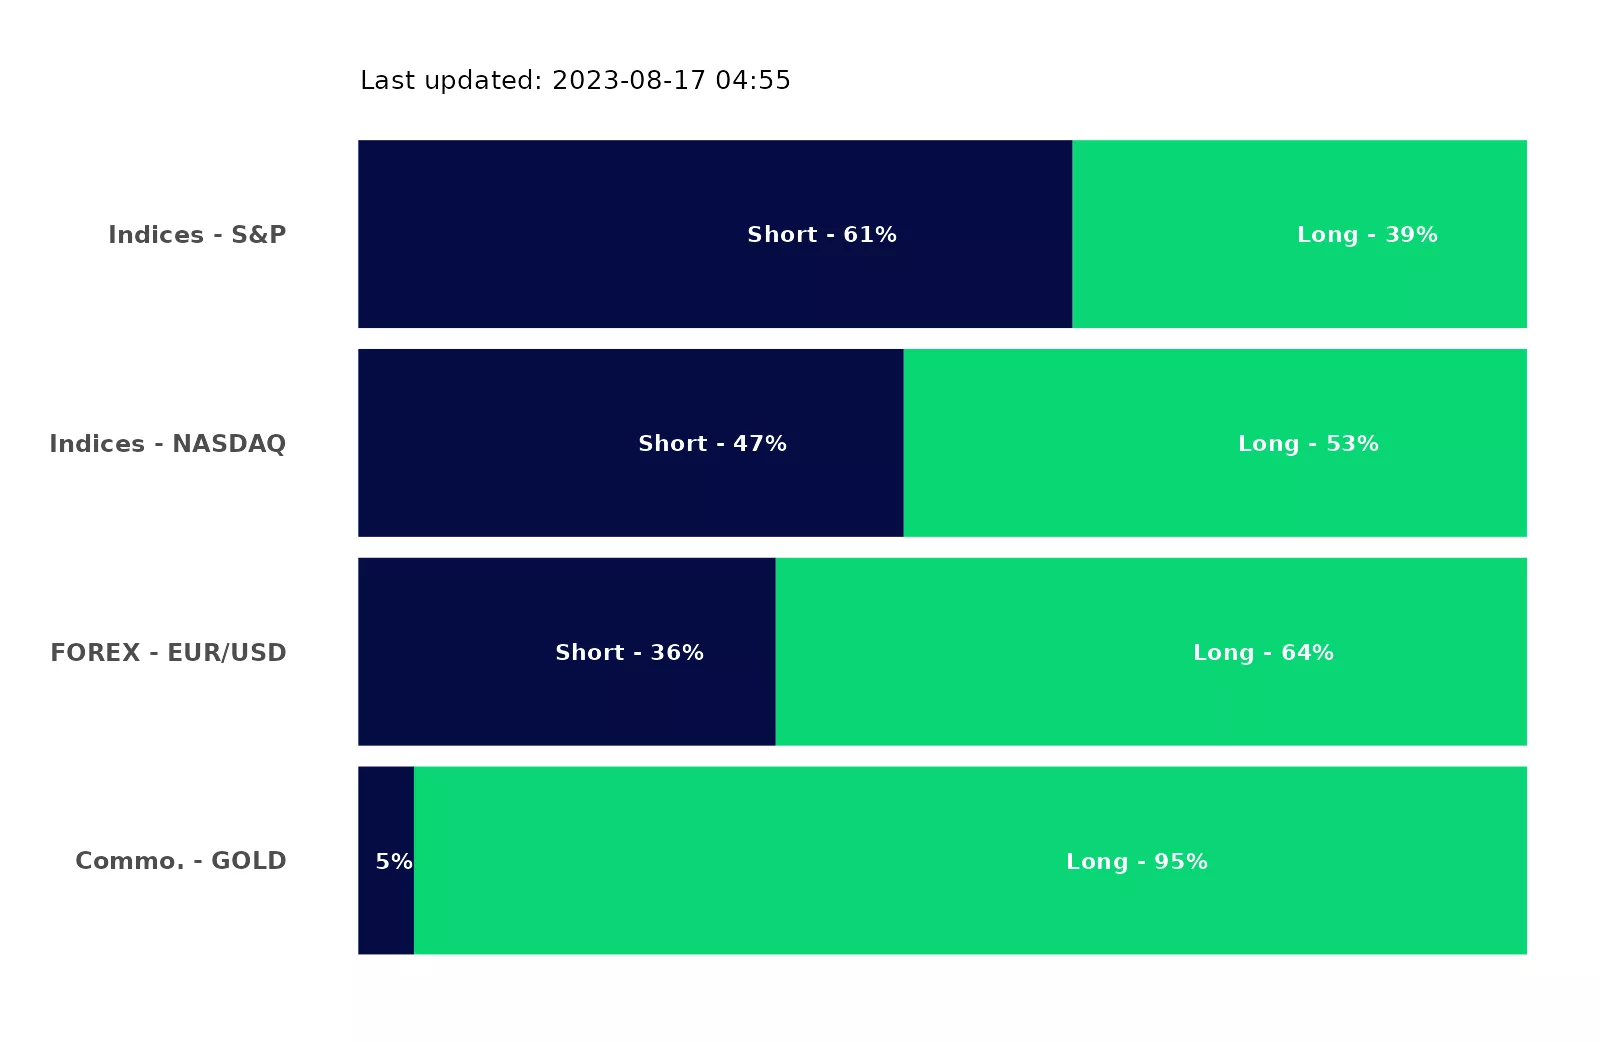 Last updated: 2023-08-17 04:55
Indices - S&P Short - 61% Long - 39%
Indices - NASDAQ Short - 47% Long - 53%
FOREX - EUR/USD Short - 36% Long - 64%
Commo. - GOLD 5% Long - 95%